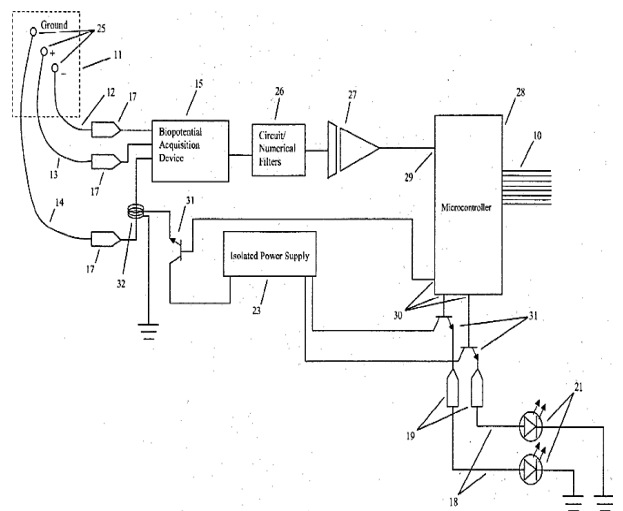 Ground
25
+
−
11
12
17
15
26
27
28
Biopotential
Acquisition
Device
Circuit/
Numerical
Filters
10
29
Microcontroller
13
17
14
31
17
32
Isolated Power Supply
23
30
31
19
21
18